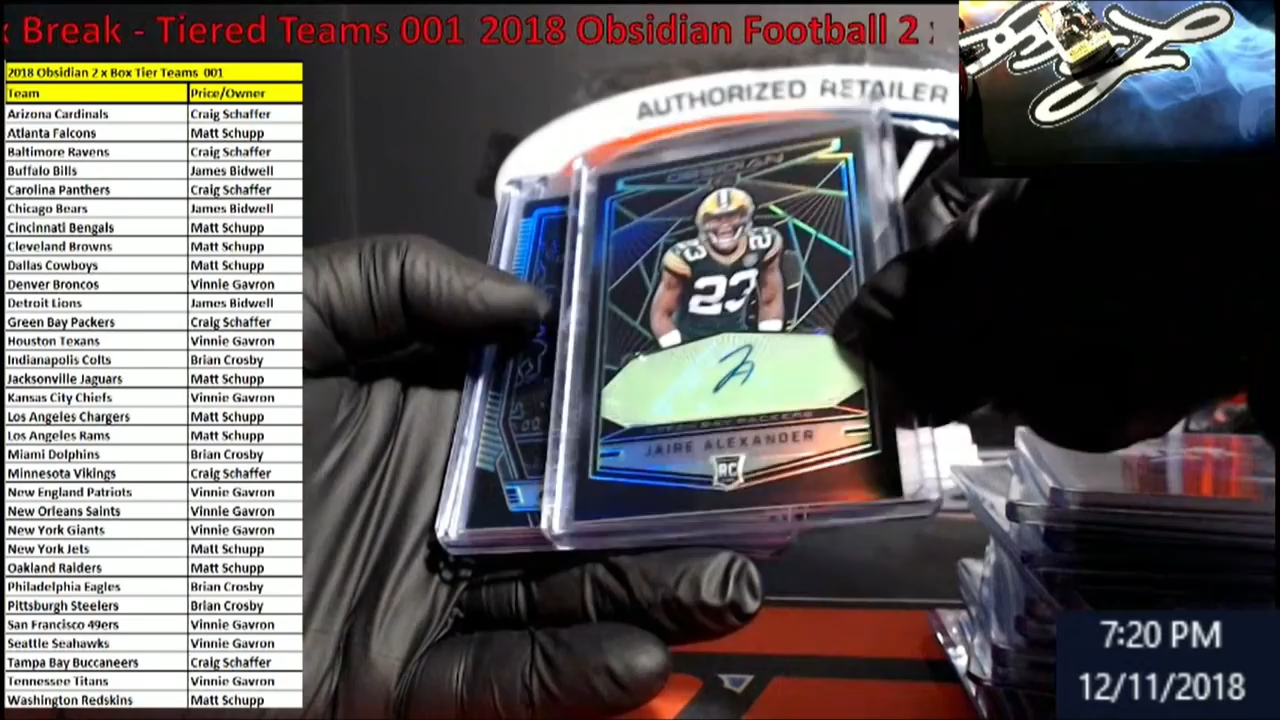 x Break - Tiered Teams 001 2018 Obsidian Football 2
2018 Obsidian 2 x Box Tier Teams 001
Team Price/Owner
Arizona Cardinals Craig Schaffer
Atlanta Falcons Matt Schupp
Baltimore Ravens Craig Schaffer
Buffalo Bills James Bidwell
Carolina Panthers Craig Schaffer
Chicago Bears James Bidwell
Cincinnati Bengals Matt Schupp
Cleveland Browns Matt Schupp
Dallas Cowboys Matt Schupp
Denver Broncos Vinnie Gavron
Detroit Lions James Bidwell
Green Bay Packers Craig Schaffer
Houston Texans Vinnie Gavron
Indianapolis Colts Brian Crosby
Jacksonville Jaguars Matt Schupp
Kansas City Chiefs Vinnie Gavron
Los Angeles Chargers Matt Schupp
Los Angeles Rams Matt Schupp
Miami Dolphins Brian Crosby
Minnesota Vikings Craig Schaffer
New England Patriots Vinnie Gavron
New Orleans Saints Vinnie Gavron
New York Giants Vinnie Gavron
New York Jets Matt Schupp
Oakland Raiders Matt Schupp
Philadelphia Eagles Brian Crosby
Pittsburgh Steelers Brian Crosby
San Francisco 49ers Vinnie Gavron
Seattle Seahawks Vinnie Gavron
Tampa Bay Buccaneers Craig Schaffer
Tennessee Titans Vinnie Gavron
Washington Redskins Matt Schupp
AUTHORIZED RETAILER
OBSIDIAN
23
23
GREEN BAY PACKERS
JAIRE ALEXANDER
RC
7:20 PM
12/11/2018